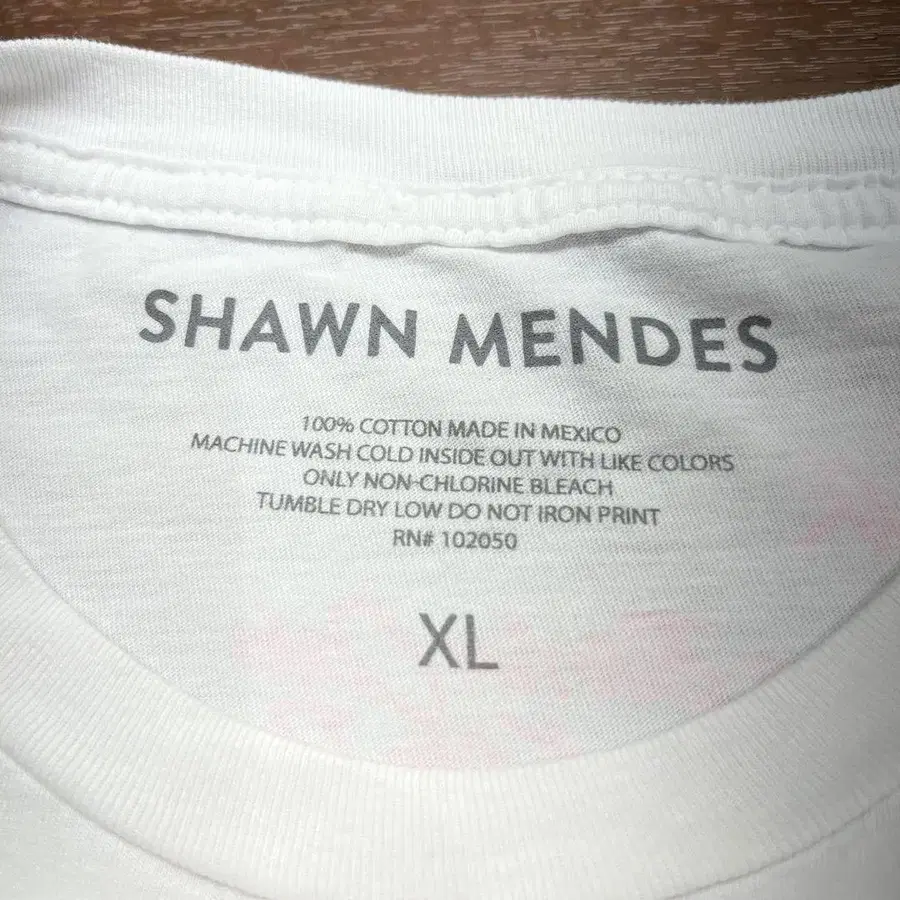 SHAWN MENDES
100% COTTON MADE IN MEXICO
MACHINE WASH COLD INSIDE OUT WITH LIKE COLORS
ONLY NON-CHLORINE BLEACH
TUMBLE DRY LOW DO NOT IRON PRINT
RN# 102050
XL